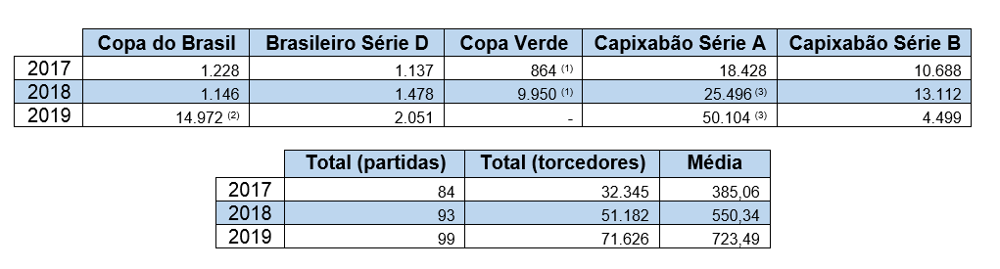 Copa do Brasil Brasileiro Série D Copa Verde Capixabão Série A Capixabão Série B
2017 1.228 1.137 864 (1) 18.428 10.688
2018 1.146 1.478 9.950 (1) 25.496 (3) 13.112
2019 14.972 (2) 2.051 - 50.104 (3) 4.499
Total (partidas) Total (torcedores) Média
2017 84 32.345 385,06
2018 93 51.182 550,34
2019 99 71.626 723,49